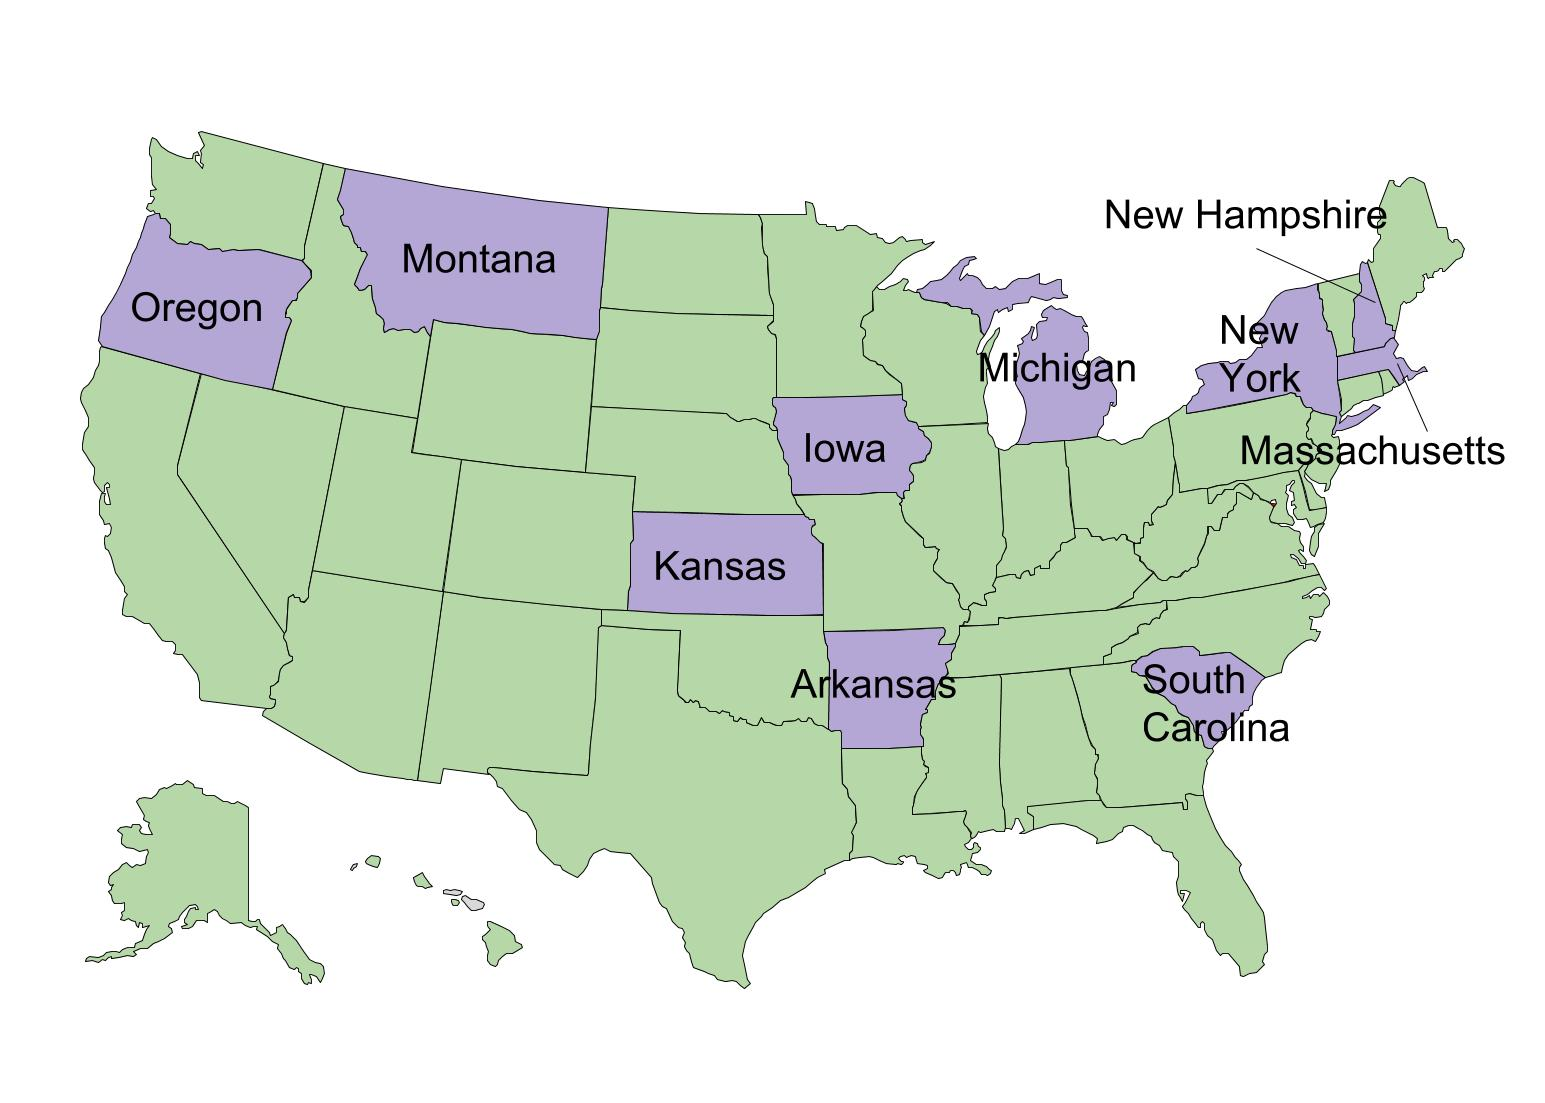 New Hampshire
Montana
Oregon
New
York
Michigan
Iowa
Massachusetts
Kansas
Arkansas
South
Carolina